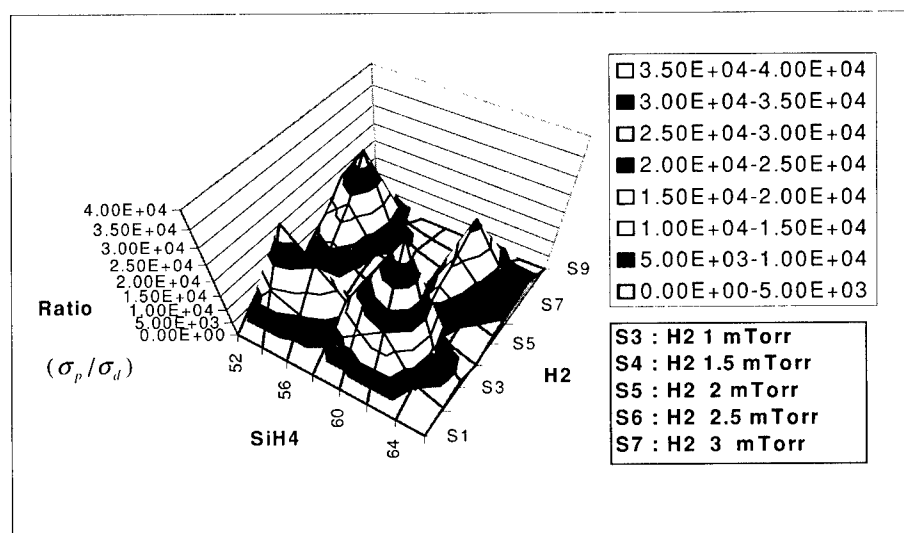 4.00E+04
3.50E+04
3.00E+04
2.50E+04
2.00E+04
1.50E+04
1.00E+04
5.00E+03
0.00E+00
Ratio
(σp/σd)
52
56
60
64
SiH4
S1
S3
S5
S7
S9
H2
3.50E+04-4.00E+04
3.00E+04-3.50E+04
2.50E+04-3.00E+04
2.00E+04-2.50E+04
1.50E+04-2.00E+04
1.00E+04-1.50E+04
5.00E+03-1.00E+04
0.00E+00-5.00E+03
S3 : H2 1 mTorr
S4 : H2 1.5 mTorr
S5 : H2 2 mTorr
S6 : H2 2.5 mTorr
S7 : H2 3 mTorr